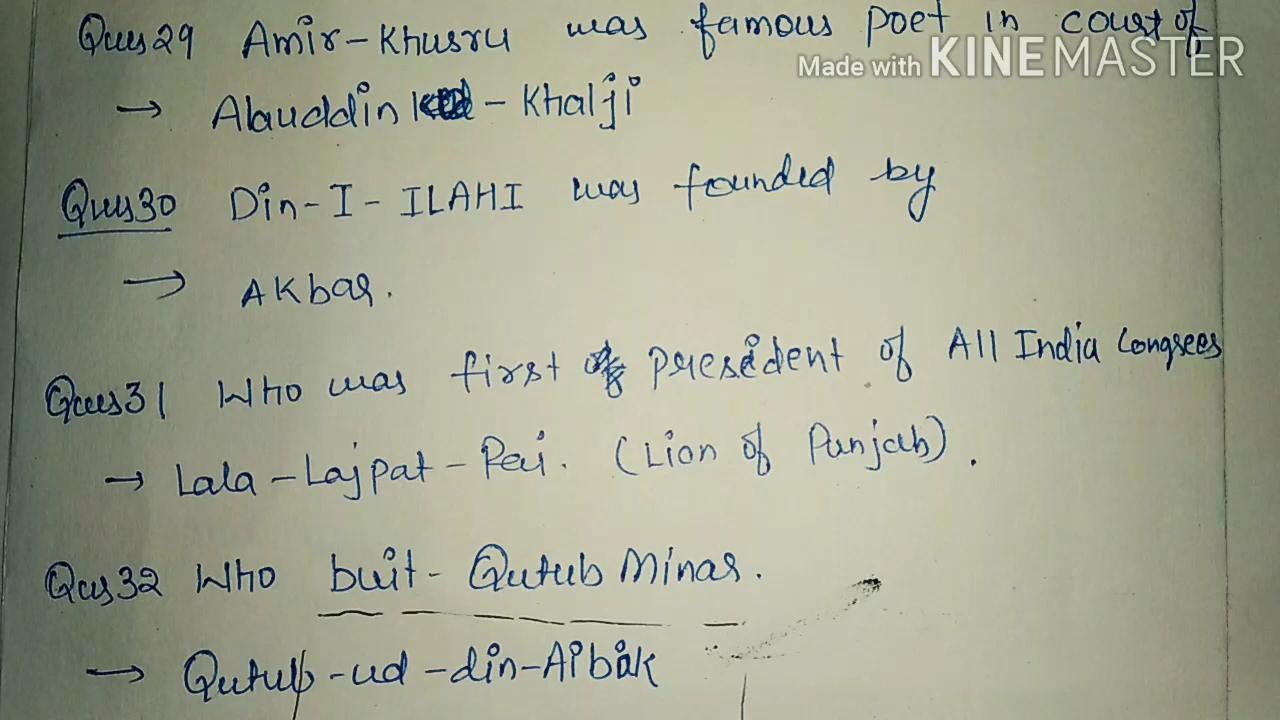 Ques29 Amir-Khusru was famous Poet in court of
Made with KINEMASTER
→ Alauddin - Khalji
Ques30 Din-I-ILAHI was founded by
→ Akbar.
Ques31 Who was first president of All India Congrees
→ Lala-Lajpat-Rai. (Lion of Punjab).
Ques32 Who buit- Qutub Minar.
→ Qutub-ud-din-Aibak